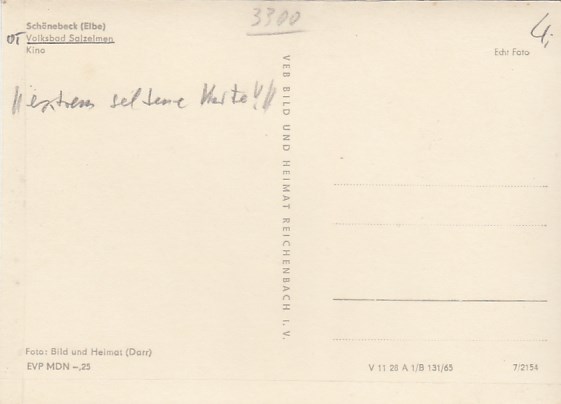 3300
Schönebeck (Elbe)
OT Volksbad Salzelmen
Kino
4,-
Echt Foto
!! extrem seltene Karte !!
VEB BILD UND HEIMAT REICHENBACH I. V.
Foto: Bild und Heimat (Darr)
EVP MDN –,25
V 11 28 A 1/B 131/65
7/2154